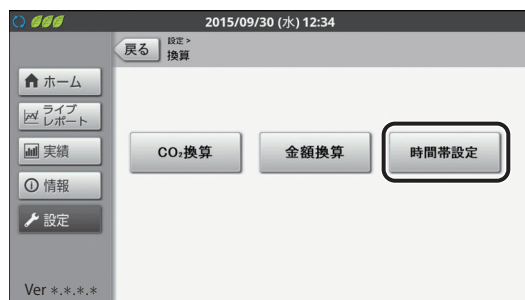 2015/09/30 (水) 12:34
戻る
設定 >
換算
ホーム
ライブ
レポート
実績
情報
設定
CO₂換算
金額換算
時間帯設定
Ver *.*.*.*